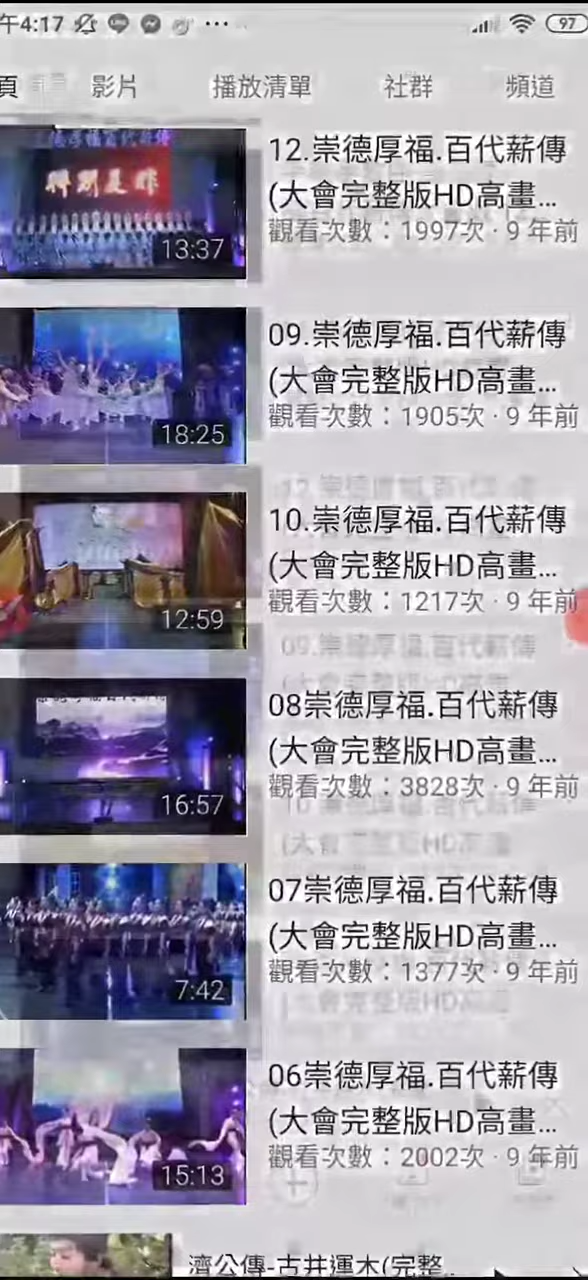 午4:17
97
頁 影片 播放清單 社群 頻道
12.崇德厚福.百代薪傳
(大會完整版HD高畫...
觀看次數：1997次 · 9 年前
13:37
09.崇德厚福.百代薪傳
(大會完整版HD高畫...
觀看次數：1905次 · 9 年前
18:25
10.崇德厚福.百代薪傳
(大會完整版HD高畫...
觀看次數：1217次 · 9 年前
12:59
08崇德厚福.百代薪傳
(大會完整版HD高畫...
觀看次數：3828次 · 9 年前
16:57
07崇德厚福.百代薪傳
(大會完整版HD高畫...
觀看次數：1377次 · 9 年前
7:42
06崇德厚福.百代薪傳
(大會完整版HD高畫...
觀看次數：2002次 · 9 年前
15:13
濟公傳-古井運木(完整...